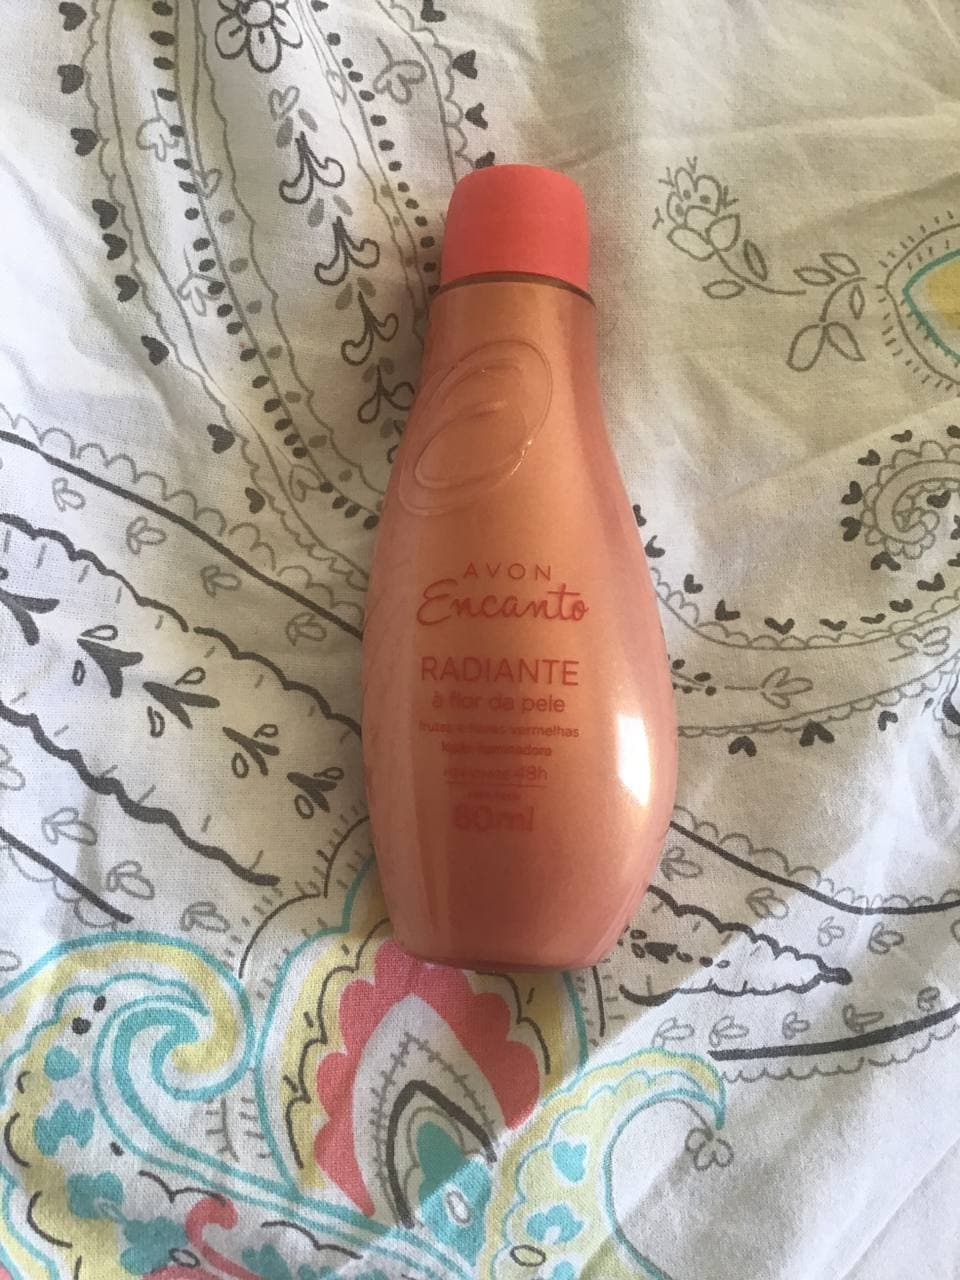 AVON
Encanto
RADIANTE
à flor da pele
frutas e flores vermelhas
loção iluminadora
48h
80ml